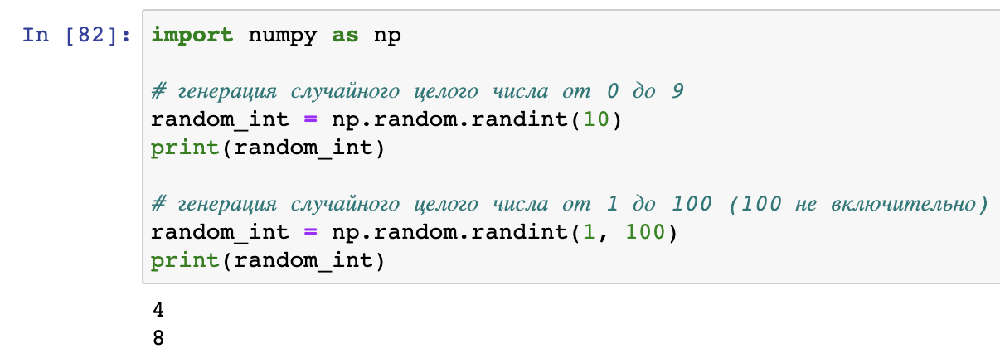 In [82]: import numpy as np
# генерация случайного целого числа от 0 до 9
random_int = np.random.randint(10)
print(random_int)
# генерация случайного целого числа от 1 до 100 (100 не включительно)
random_int = np.random.randint(1, 100)
print(random_int)
4
8